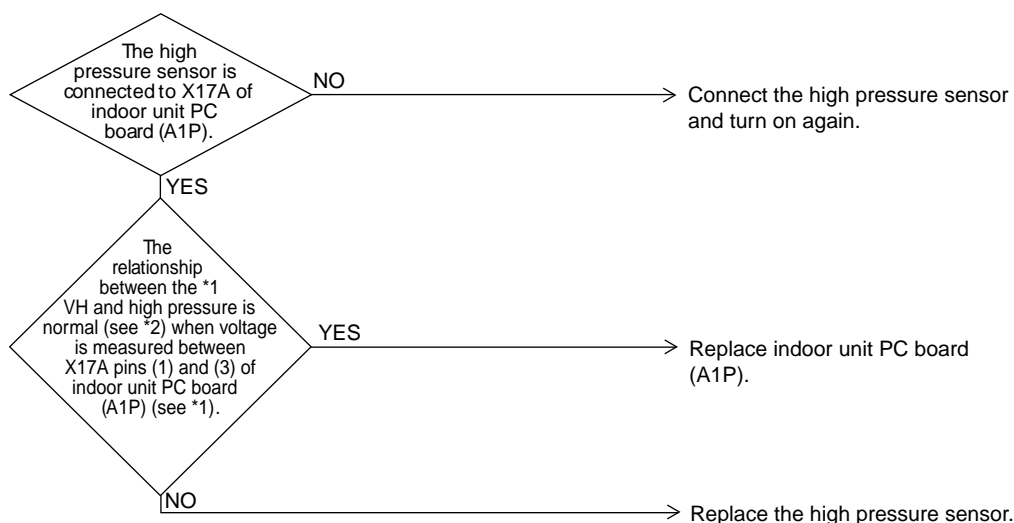 The high
pressure sensor is
connected to X17A of
indoor unit PC
board (A1P).
NO
Connect the high pressure sensor
and turn on again.
YES
The
relationship
between the *1
VH and high pressure is
normal (see *2) when voltage
is measured between
X17A pins (1) and (3) of
indoor unit PC board
(A1P) (see *1).
YES
Replace indoor unit PC board
(A1P).
NO
Replace the high pressure sensor.